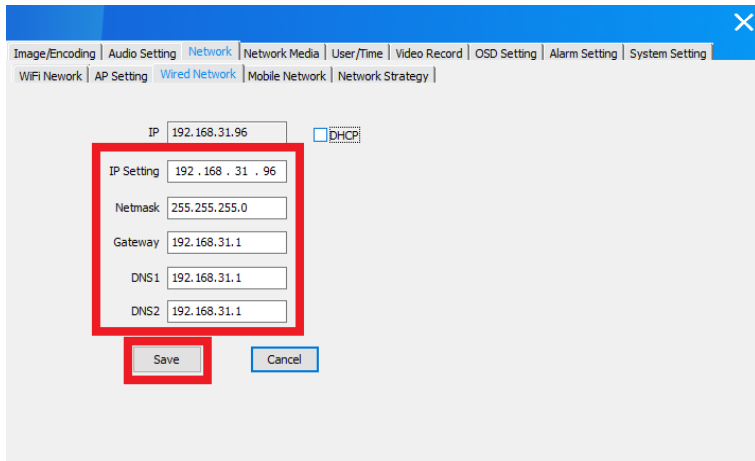 Image/Encoding Audio Setting Network Network Media User/Time Video Record OSD Setting Alarm Setting System Setting
WiFi Nework AP Setting Wired Network Mobile Network Network Strategy
IP 192.168.31.96 DHCP
IP Setting 192 . 168 . 31 . 96
Netmask 255.255.255.0
Gateway 192.168.31.1
DNS1 192.168.31.1
DNS2 192.168.31.1
Save Cancel